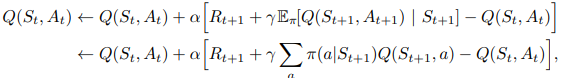 Q(S_t, A_t) ← Q(S_t, A_t) + α[R_{t+1} + γ 𝔼_π[Q(S_{t+1}, A_{t+1}) | S_{t+1}] − Q(S_t, A_t)]
← Q(S_t, A_t) + α[R_{t+1} + γ ∑_a π(a|S_{t+1})Q(S_{t+1}, a) − Q(S_t, A_t)],